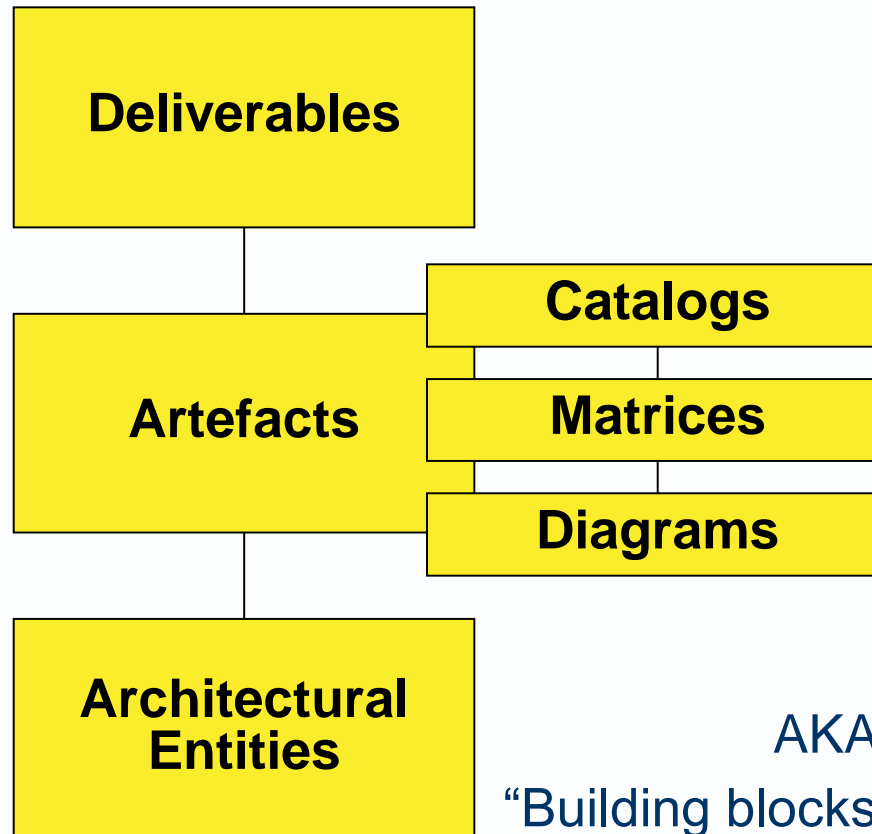 Deliverables
Catalogs
Artefacts
Matrices
Diagrams
Architectural
Entities
AKA
“Building blocks